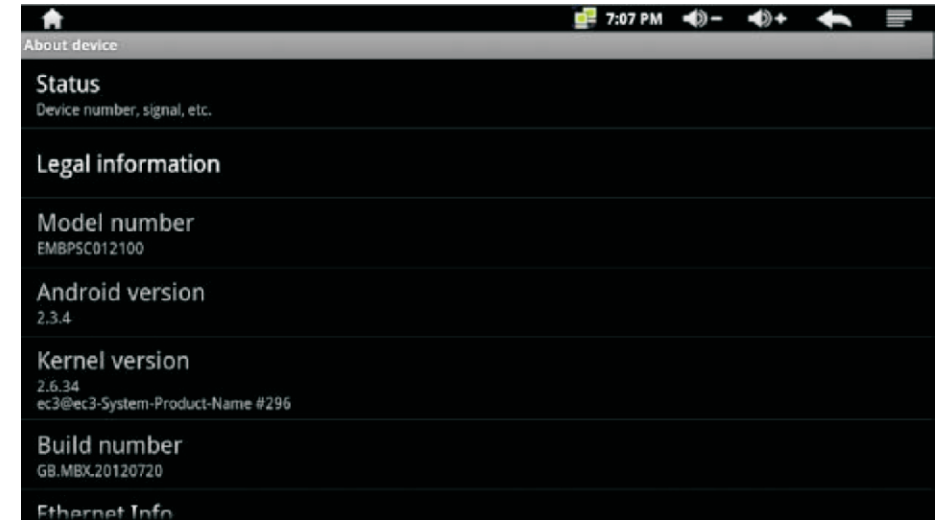 7:07 PM - +
About device
Status
Device number, signal, etc.
Legal information
Model number
EMBPSC012100
Android version
2.3.4
Kernel version
2.6.34
ec3@ec3-System-Product-Name #296
Build number
GB.MBX.20120720
Ethernet Info